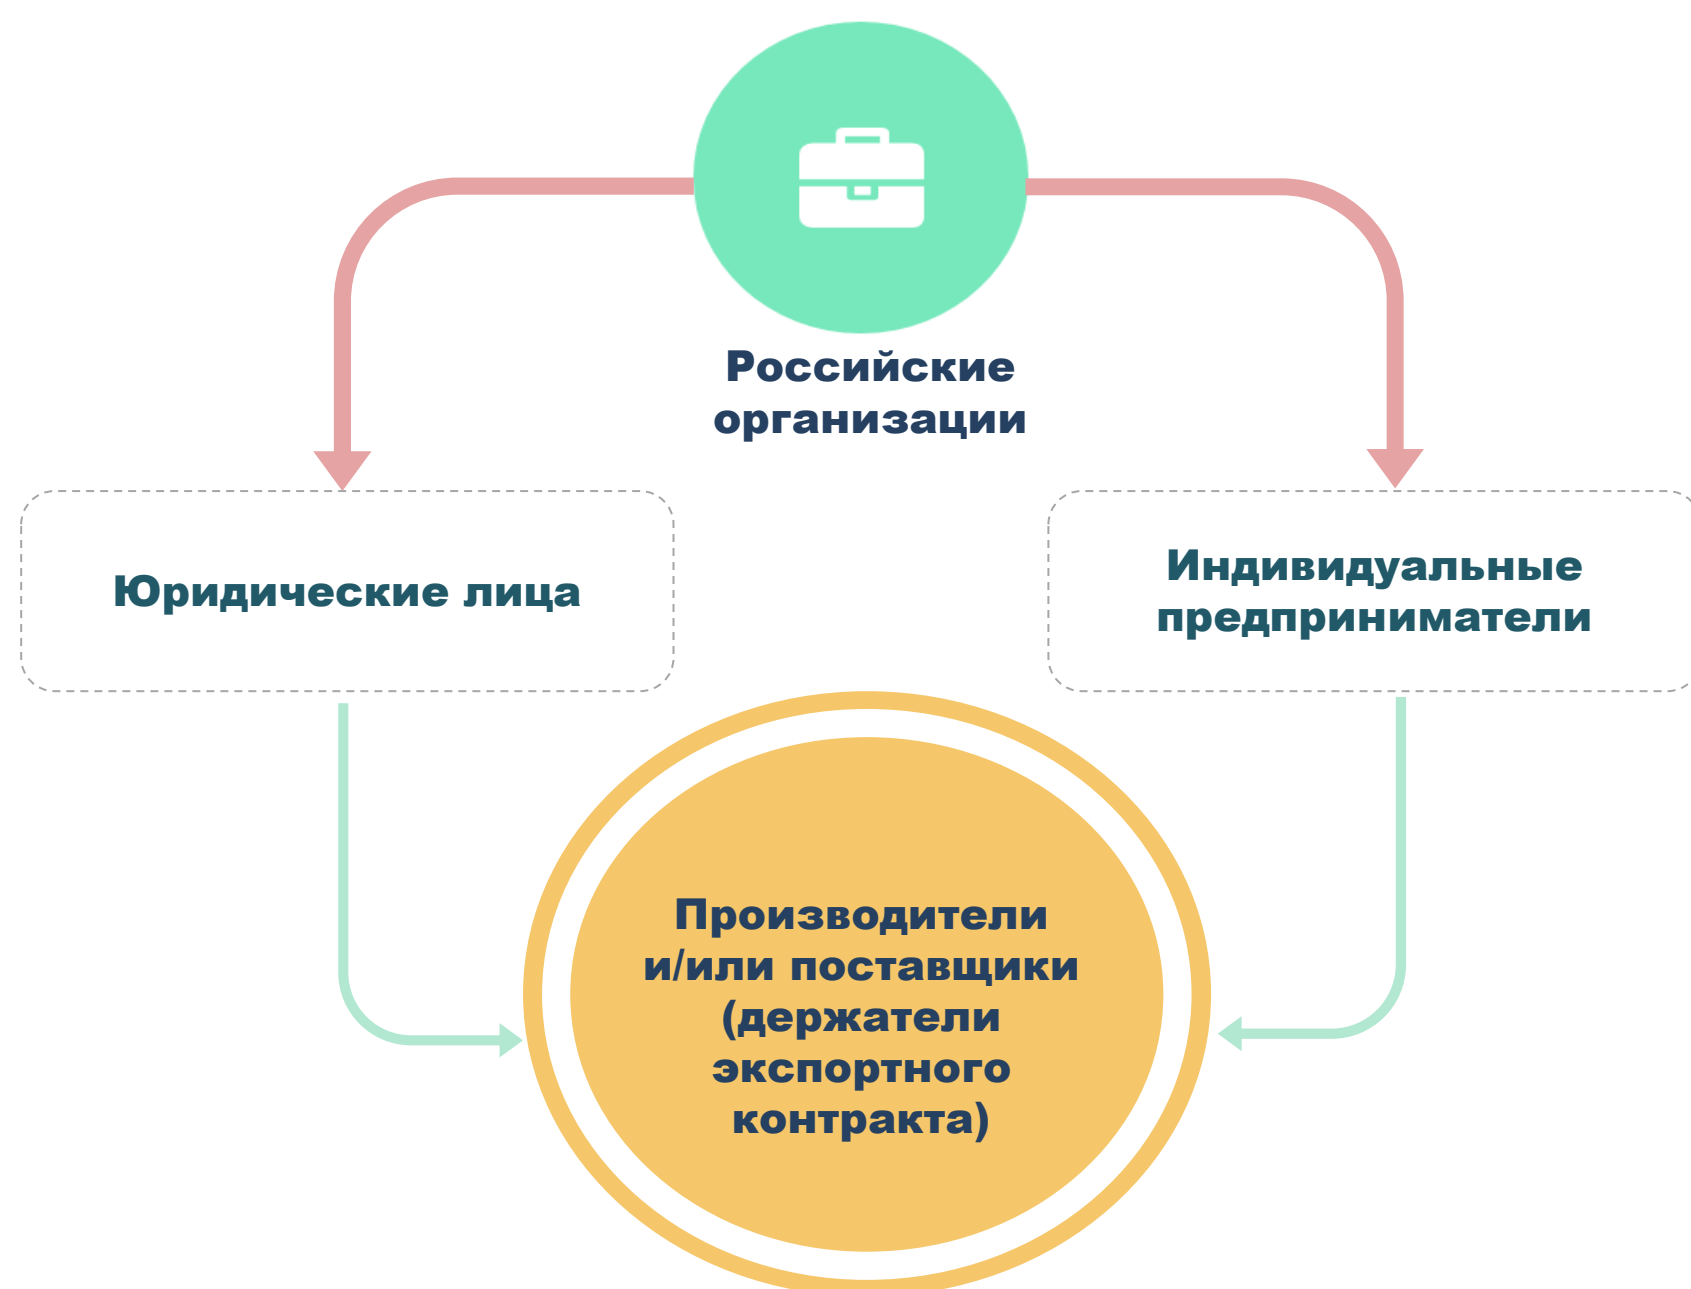 Российские
организации
Юридические лица
Индивидуальные
предприниматели
Производители
и/или поставщики
(держатели
экспортного
контракта)